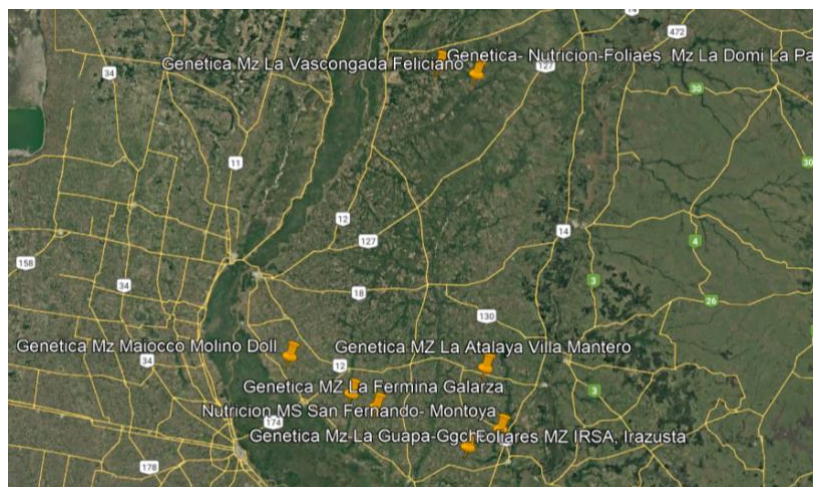 14
472
34
Genetica Mz La Vascongada Feliciano
Genetica- Nutricion-Foliaes Mz La Domi La Pa
127
30
11
30
12
127
14
4
158
34
18
3
26
130
Genetica Mz Maiocco Molino Doll
34
12
Genetica MZ La Atalaya Villa Mantero
Genetica MZ La Fermina Galarza
3
Nutricion MS San Fernando- Montoya
174
Genetica Mz La Guapa-Ggch
Foliares MZ IRSA, Irazusta
178